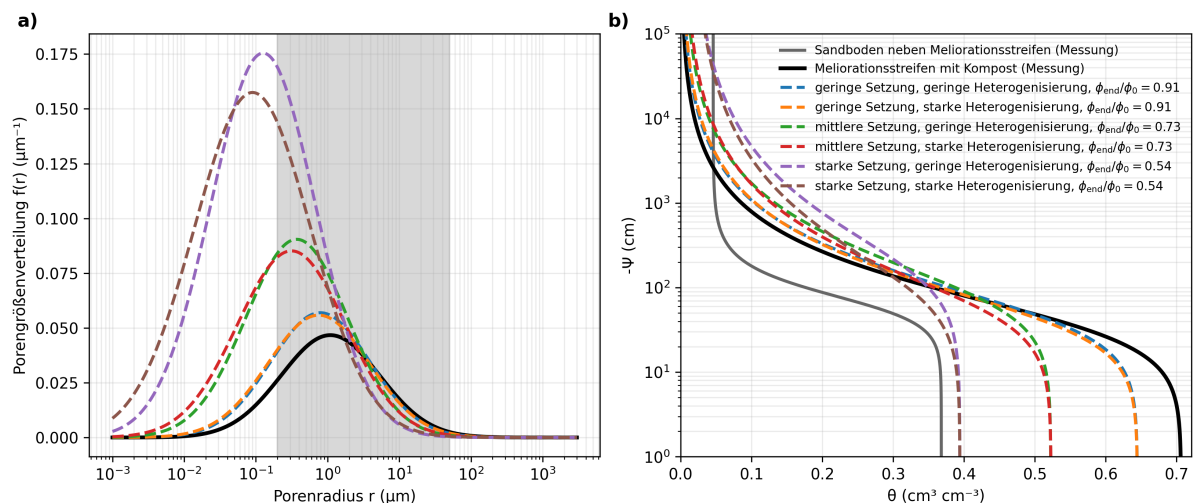 a)
Porengrößenverteilung f(r) (μm⁻¹)
0.175
0.150
0.125
0.100
0.075
0.050
0.025
0.000
10⁻³ 10⁻² 10⁻¹ 10⁰ 10¹ 10² 10³
Porenradius r (μm)
b)
-Ψ (cm)
10⁵
10⁴
10³
10²
10¹
10⁰
Sandboden neben Meliorationsstreifen (Messung)
Meliorationsstreifen mit Kompost (Messung)
geringe Setzung, geringe Heterogenisierung, ϕend/ϕ0 = 0.91
geringe Setzung, starke Heterogenisierung, ϕend/ϕ0 = 0.91
mittlere Setzung, geringe Heterogenisierung, ϕend/ϕ0 = 0.73
mittlere Setzung, starke Heterogenisierung, ϕend/ϕ0 = 0.73
starke Setzung, geringe Heterogenisierung, ϕend/ϕ0 = 0.54
starke Setzung, starke Heterogenisierung, ϕend/ϕ0 = 0.54
0.0 0.1 0.2 0.3 0.4 0.5 0.6 0.7
θ (cm³ cm⁻³)